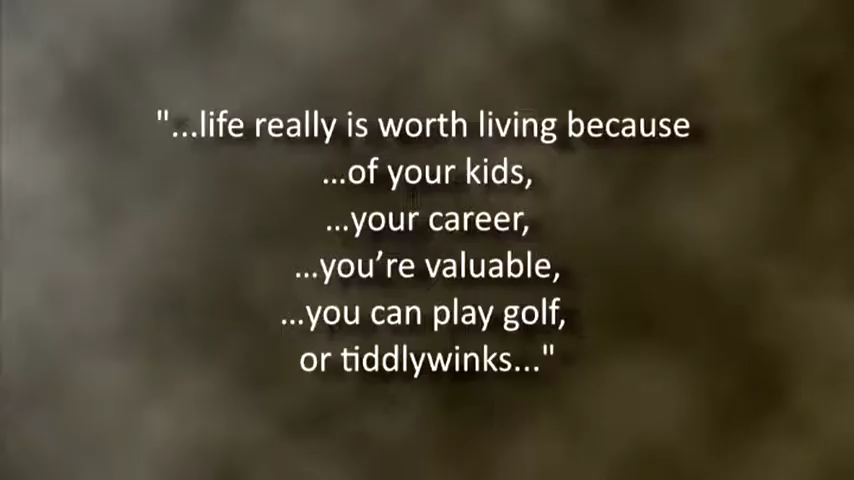 "...life really is worth living because
...of your kids,
...your career,
...you’re valuable,
...you can play golf,
or tiddlywinks..."